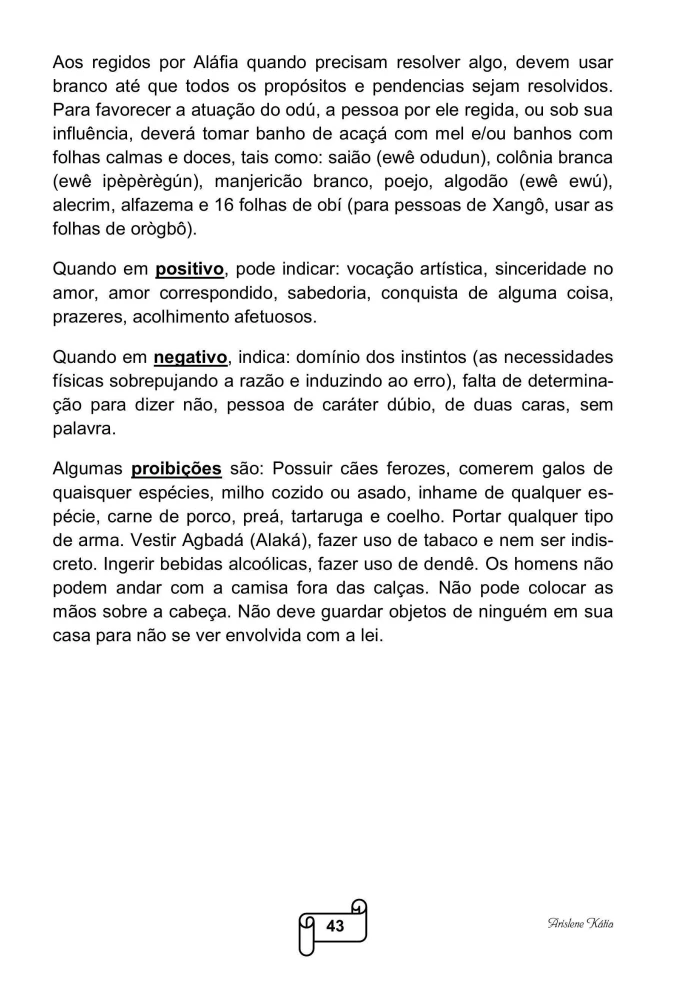 Aos regidos por Aláfia quando precisam resolver algo, devem usar
branco até que todos os propósitos e pendencias sejam resolvidos.
Para favorecer a atuação do odú, a pessoa por ele regida, ou sob sua
influência, deverá tomar banho de acaçá com mel e/ou banhos com
folhas calmas e doces, tais como: saião (ewê odudun), colônia branca
(ewê ipèpèrègún), manjericão branco, poejo, algodão (ewê ewú),
alecrim, alfazema e 16 folhas de obí (para pessoas de Xangô, usar as
folhas de orògbô).
Quando em positivo, pode indicar: vocação artística, sinceridade no
amor, amor correspondido, sabedoria, conquista de alguma coisa,
prazeres, acolhimento afetuosos.
Quando em negativo, indica: domínio dos instintos (as necessidades
físicas sobrepujando a razão e induzindo ao erro), falta de determina-
ção para dizer não, pessoa de caráter dúbio, de duas caras, sem
palavra.
Algumas proibições são: Possuir cães ferozes, comerem galos de
quaisquer espécies, milho cozido ou asado, inhame de qualquer es-
pécie, carne de porco, preá, tartaruga e coelho. Portar qualquer tipo
de arma. Vestir Agbadá (Alaká), fazer uso de tabaco e nem ser indis-
creto. Ingerir bebidas alcoólicas, fazer uso de dendê. Os homens não
podem andar com a camisa fora das calças. Não pode colocar as
mãos sobre a cabeça. Não deve guardar objetos de ninguém em sua
casa para não se ver envolvida com a lei.
43
Arislene Kátia